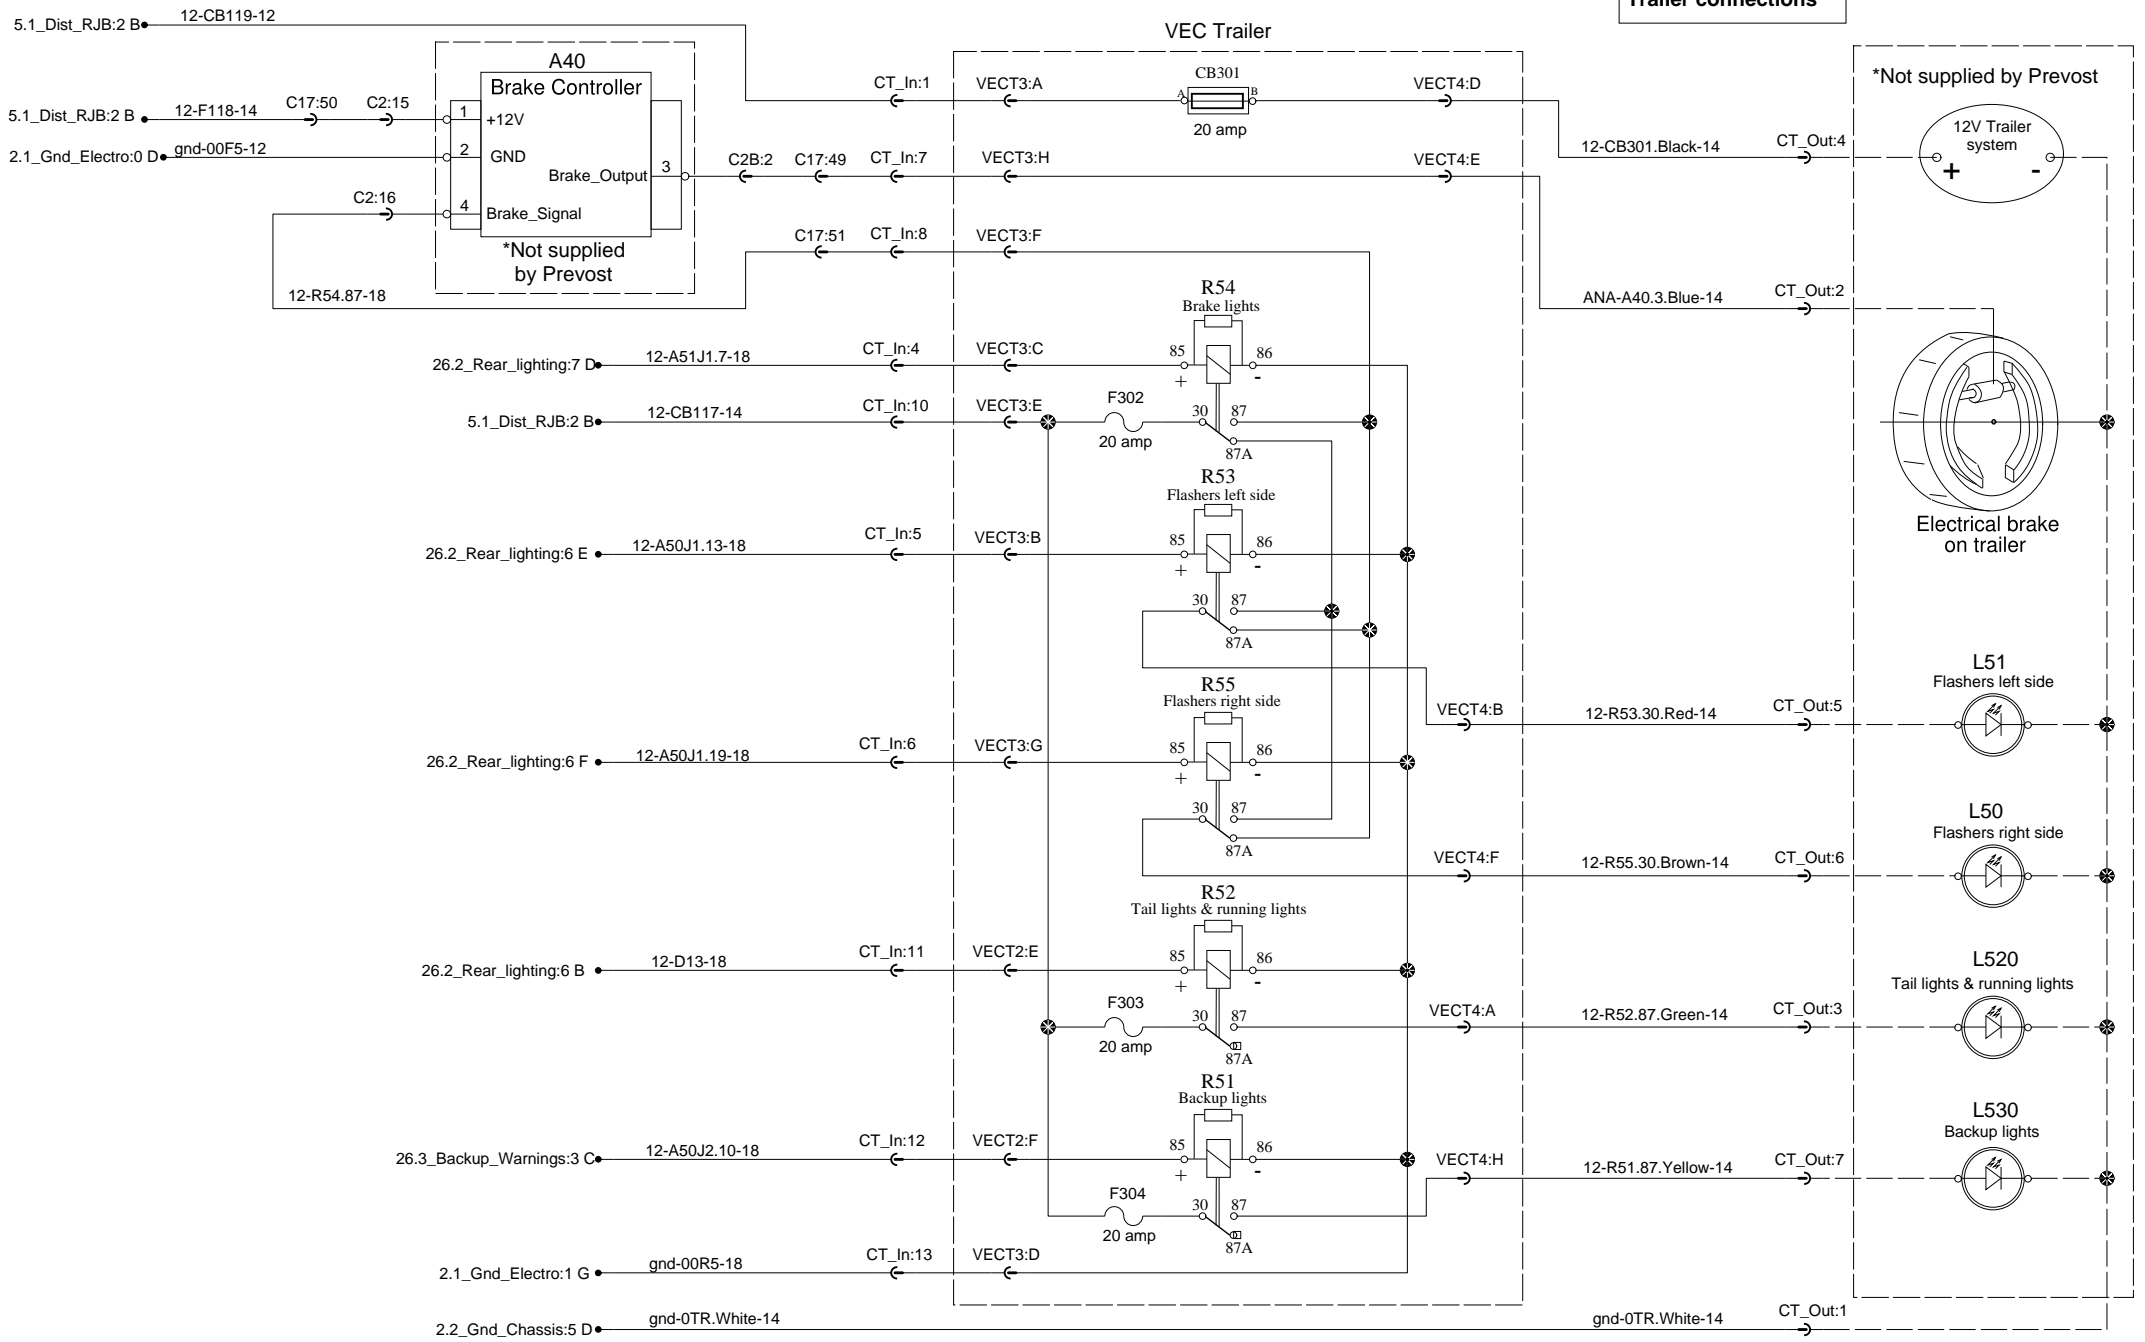 Trailer connections
5.1_Dist_RJB:2 B
12-CB119-12
VEC Trailer
*Not supplied by Prevost
A40
Brake Controller
CT_In:1
VECT3:A
CB301
A
B
20 amp
VECT4:D
5.1_Dist_RJB:2 B
12-F118-14
C17:50
C2:15
1
+12V
12V Trailer
system
+
-
12-CB301.Black-14
CT_Out:4
2.1_Gnd_Electro:0 D
gnd-00F5-12
2
GND
Brake_Output
3
C2B:2
C17:49
CT_In:7
VECT3:H
VECT4:E
C2:16
4
Brake_Signal
*Not supplied
by Prevost
C17:51
CT_In:8
VECT3:F
12-R54.87-18
ANA-A40.3.Blue-14
CT_Out:2
R54
Brake lights
26.2_Rear_lighting:7 D
12-A51J1.7-18
CT_In:4
VECT3:C
85
86
+
-
5.1_Dist_RJB:2 B
12-CB117-14
CT_In:10
VECT3:E
F302
20 amp
30
87
87A
R53
Flashers left side
Electrical brake
on trailer
26.2_Rear_lighting:6 E
12-A50J1.13-18
CT_In:5
VECT3:B
85
86
+
-
30
87
87A
R55
Flashers right side
L51
Flashers left side
VECT4:B
12-R53.30.Red-14
CT_Out:5
26.2_Rear_lighting:6 F
12-A50J1.19-18
CT_In:6
VECT3:G
85
86
+
-
30
87
87A
L50
Flashers right side
VECT4:F
12-R55.30.Brown-14
CT_Out:6
R52
Tail lights & running lights
26.2_Rear_lighting:6 B
12-D13-18
CT_In:11
VECT2:E
85
86
+
-
L520
Tail lights & running lights
F303
20 amp
30
87
87A
VECT4:A
12-R52.87.Green-14
CT_Out:3
R51
Backup lights
L530
Backup lights
26.3_Backup_Warnings:3 C
12-A50J2.10-18
CT_In:12
VECT2:F
85
86
+
-
VECT4:H
12-R51.87.Yellow-14
CT_Out:7
F304
20 amp
30
87
87A
2.1_Gnd_Electro:1 G
gnd-00R5-18
CT_In:13
VECT3:D
2.2_Gnd_Chassis:5 D
gnd-0TR.White-14
gnd-0TR.White-14
CT_Out:1